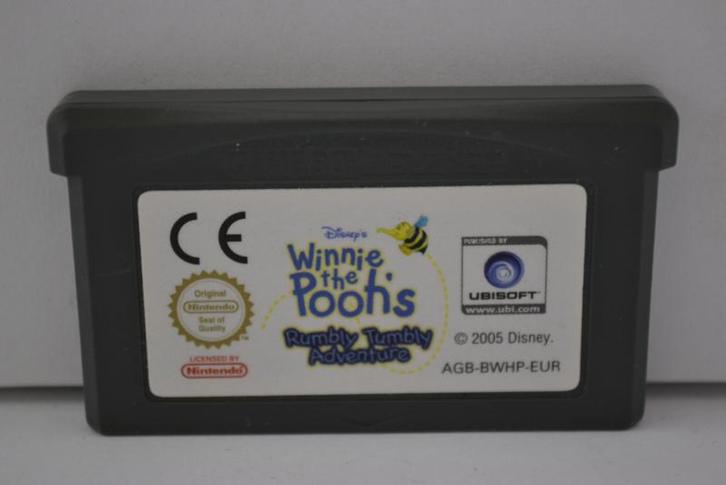 CE
Disney's
Winnie
the
Pooh's
Rumbly Tumbly
Adventure
Original
Nintendo
Seal of
Quality
TM
LICENSED BY
Nintendo
PUBLISHED BY
UBISOFT
www.ubi.com
© 2005 Disney.
AGB-BWHP-EUR